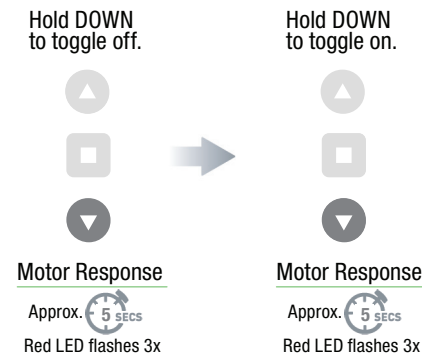 Hold DOWN
to toggle off.
Motor Response
Approx. 5 SECS
Red LED flashes 3x
Hold DOWN
to toggle on.
Motor Response
Approx. 5 SECS
Red LED flashes 3x